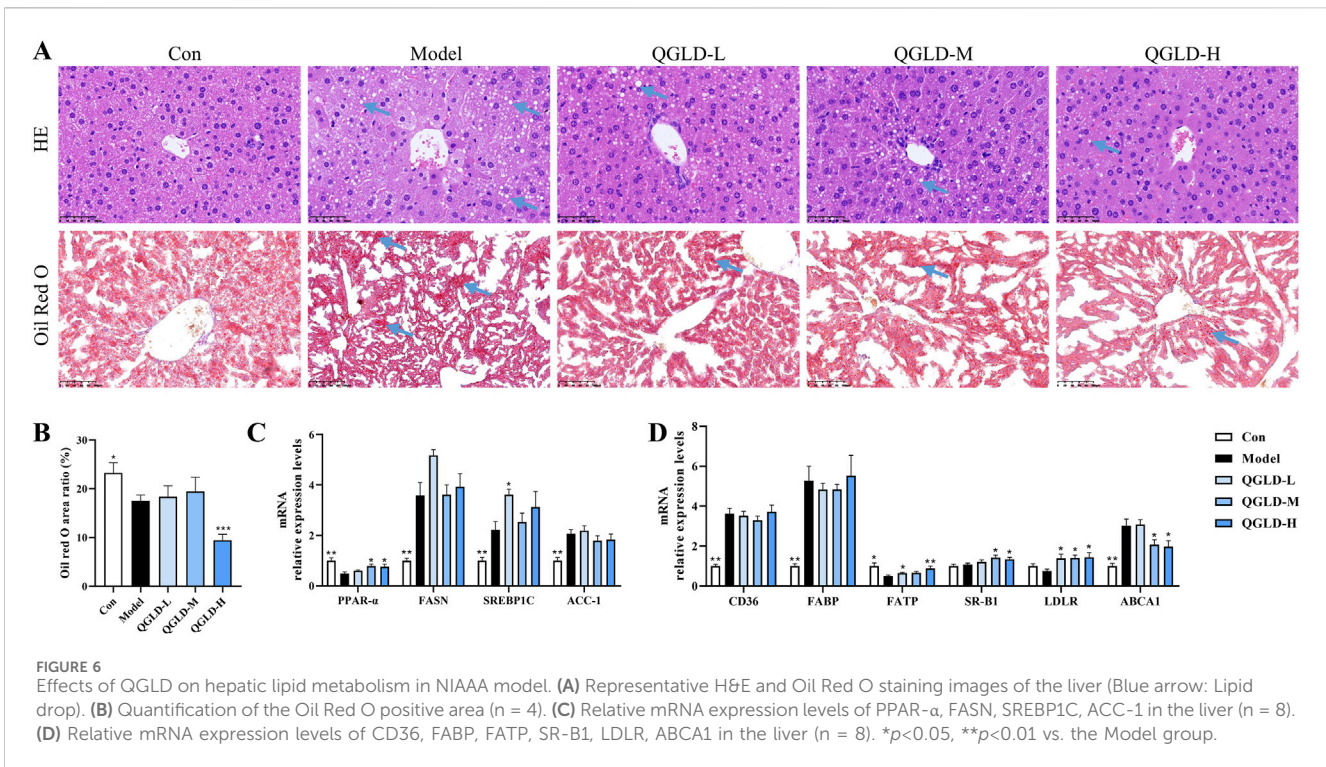 A
Con
Model
QGLD-L
QGLD-M
QGLD-H
HE
Oil Red O
B
Oil red O area ratio (%)
30
20
10
0
*
***
Con
Model
QGLD-L
QGLD-M
QGLD-H
C
mRNA
relative expression levels
6
4
2
0
**
*
*
**
**
*
**
PPAR-α
FASN
SREBP1C
ACC-1
D
mRNA
relative expression levels
8
6
4
2
0
**
**
*
*
**
*
*
*
*
*
**
*
*
CD36
FABP
FATP
SR-B1
LDLR
ABCA1
Con
Model
QGLD-L
QGLD-M
QGLD-H
FIGURE 6
Effects of QGLD on hepatic lipid metabolism in NIAAA model. (A) Representative H&E and Oil Red O staining images of the liver (Blue arrow: Lipid
drop). (B) Quantification of the Oil Red O positive area (n = 4). (C) Relative mRNA expression levels of PPAR-α, FASN, SREBP1C, ACC-1 in the liver (n = 8).
(D) Relative mRNA expression levels of CD36, FABP, FATP, SR-B1, LDLR, ABCA1 in the liver (n = 8). *p<0.05, **p<0.01 vs. the Model group.